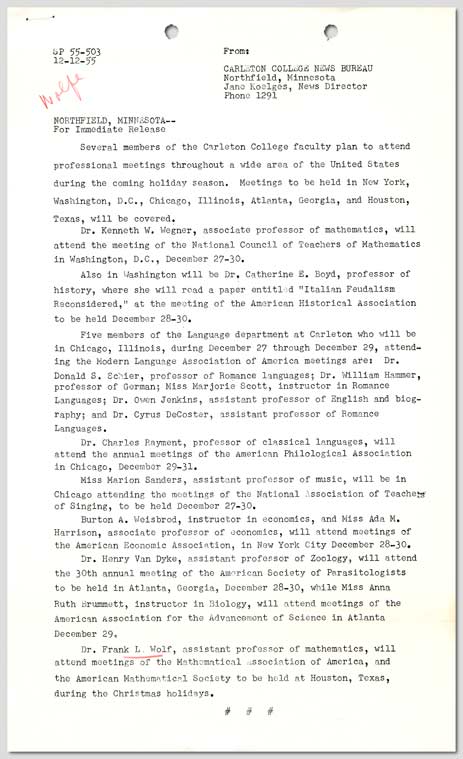 SP 55-503
12-12-55
From:
CARLETON COLLEGE NEWS BUREAU
Northfield, Minnesota
Jane Koelges, News Director
Phone 1291
Wolfe
NORTHFIELD, MINNESOTA--
For Immediate Release
Several members of the Carleton College faculty plan to attend
professional meetings throughout a wide area of the United States
during the coming holiday season. Meetings to be held in New York,
Washington, D.C., Chicago, Illinois, Atlanta, Georgia, and Houston,
Texas, will be covered.
Dr. Kenneth W. Wegner, associate professor of mathematics, will
attend the meeting of the National Council of Teachers of Mathematics
in Washington, D.C., December 27-30.
Also in Washington will be Dr. Catherine E. Boyd, professor of
history, where she will read a paper entitled "Italian Feudalism
Reconsidered," at the meeting of the American Historical Association
to be held December 28-30.
Five members of the Language department at Carleton who will be
in Chicago, Illinois, during December 27 through December 29, attend-
ing the Modern Language Association of America meetings are: Dr.
Donald S. Schier, professor of Romance languages; Dr. William Hammer,
professor of German; Miss Marjorie Scott, instructor in Romance
Languages; Dr. Owen Jenkins, assistant professor of English and biog-
raphy; and Dr. Cyrus DeCoster, assistant professor of Romance
Languages.
Dr. Charles Rayment, professor of classical languages, will
attend the annual meetings of the American Philological Association
in Chicago, December 29-31.
Miss Marion Sanders, assistant professor of music, will be in
Chicago attending the meetings of the National Association of Teachers
of Singing, to be held December 27-30.
Burton A. Weisbrod, instructor in economics, and Miss Ada M.
Harrison, associate professor of economics, will attend meetings of
the American Economic Association, in New York City December 28-30.
Dr. Henry Van Dyke, assistant professor of Zoology, will attend
the 30th annual meeting of the American Society of Parasitologists
to be held in Atlanta, Georgia, December 28-30, while Miss Anna
Ruth Brummett, instructor in Biology, will attend meetings of the
American Association for the Advancement of Science in Atlanta
December 29.
Dr. Frank L. Wolf, assistant professor of mathematics, will
attend meetings of the Mathematical Association of America, and
the American Mathematical Society to be held at Houston, Texas,
during the Christmas holidays.
# # #